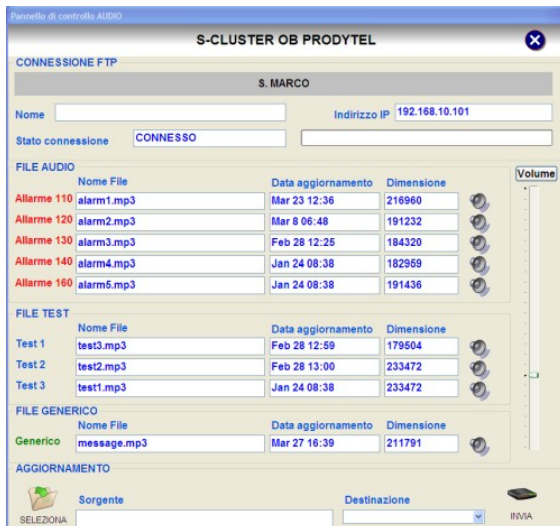 Pannello di controllo AUDIO
S-CLUSTER OB PRODYTEL
CONNESSIONE FTP
S. MARCO
Nome Indirizzo IP 192.168.10.101
Stato connessione CONNESSO
FILE AUDIO Volume
Nome File Data aggiornamento Dimensione
Allarme 110 alarm1.mp3 Mar 23 12:36 216960
Allarme 120 alarm2.mp3 Mar 8 06:48 191232
Allarme 130 alarm3.mp3 Feb 28 12:25 184320
Allarme 140 alarm4.mp3 Jan 24 08:38 182959
Allarme 160 alarm5.mp3 Jan 24 08:38 191436
FILE TEST
Nome File Data aggiornamento Dimensione
Test 1 test3.mp3 Feb 28 12:59 179504
Test 2 test2.mp3 Feb 28 13:00 233472
Test 3 test1.mp3 Jan 24 08:38 233472
FILE GENERICO
Nome File Data aggiornamento Dimensione
Generico message.mp3 Mar 27 16:39 211791
AGGIORNAMENTO
Sorgente Destinazione
SELEZIONA INVIA